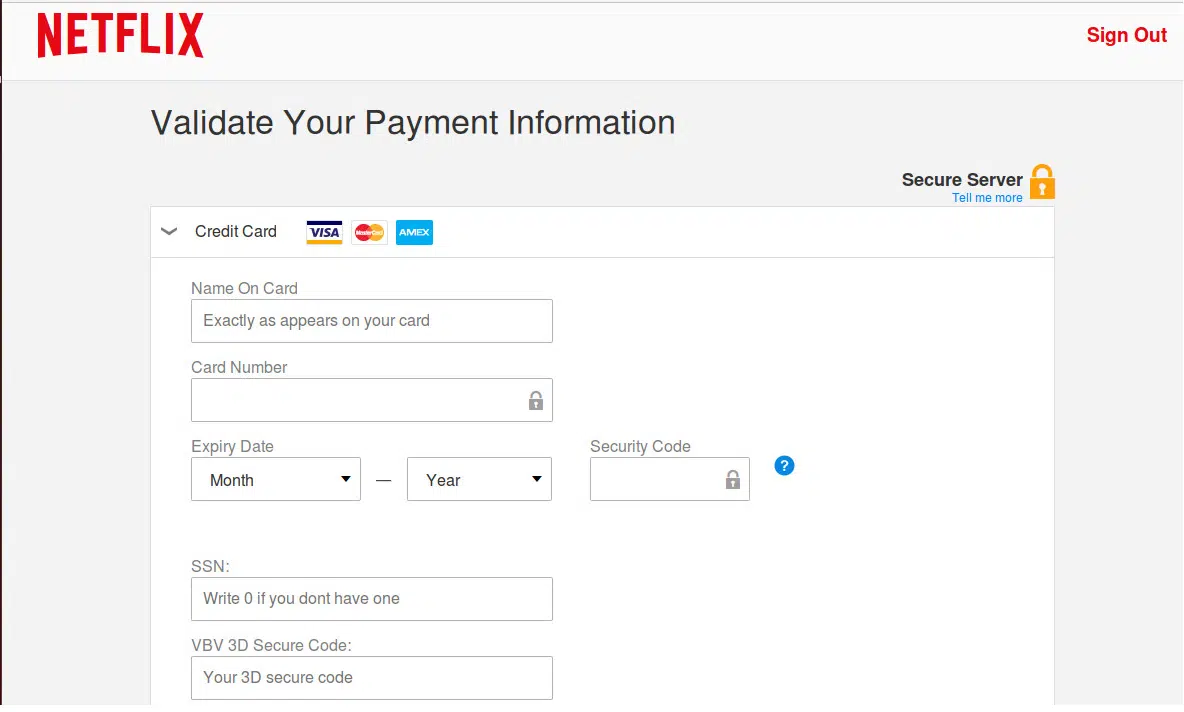 NETFLIX
Sign Out
Validate Your Payment Information
Secure Server
Tell me more
Credit Card VISA MasterCard AMEX
Name On Card
Exactly as appears on your card
Card Number
Expiry Date Security Code
Month — Year ?
SSN:
Write 0 if you dont have one
VBV 3D Secure Code:
Your 3D secure code